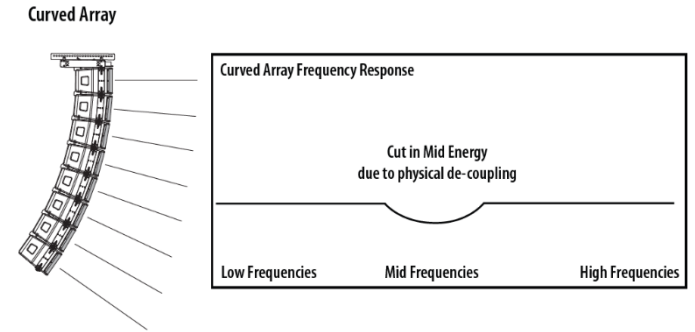 Curved Array
Curved Array Frequency Response
Cut in Mid Energy
due to physical de-coupling
Low Frequencies
Mid Frequencies
High Frequencies